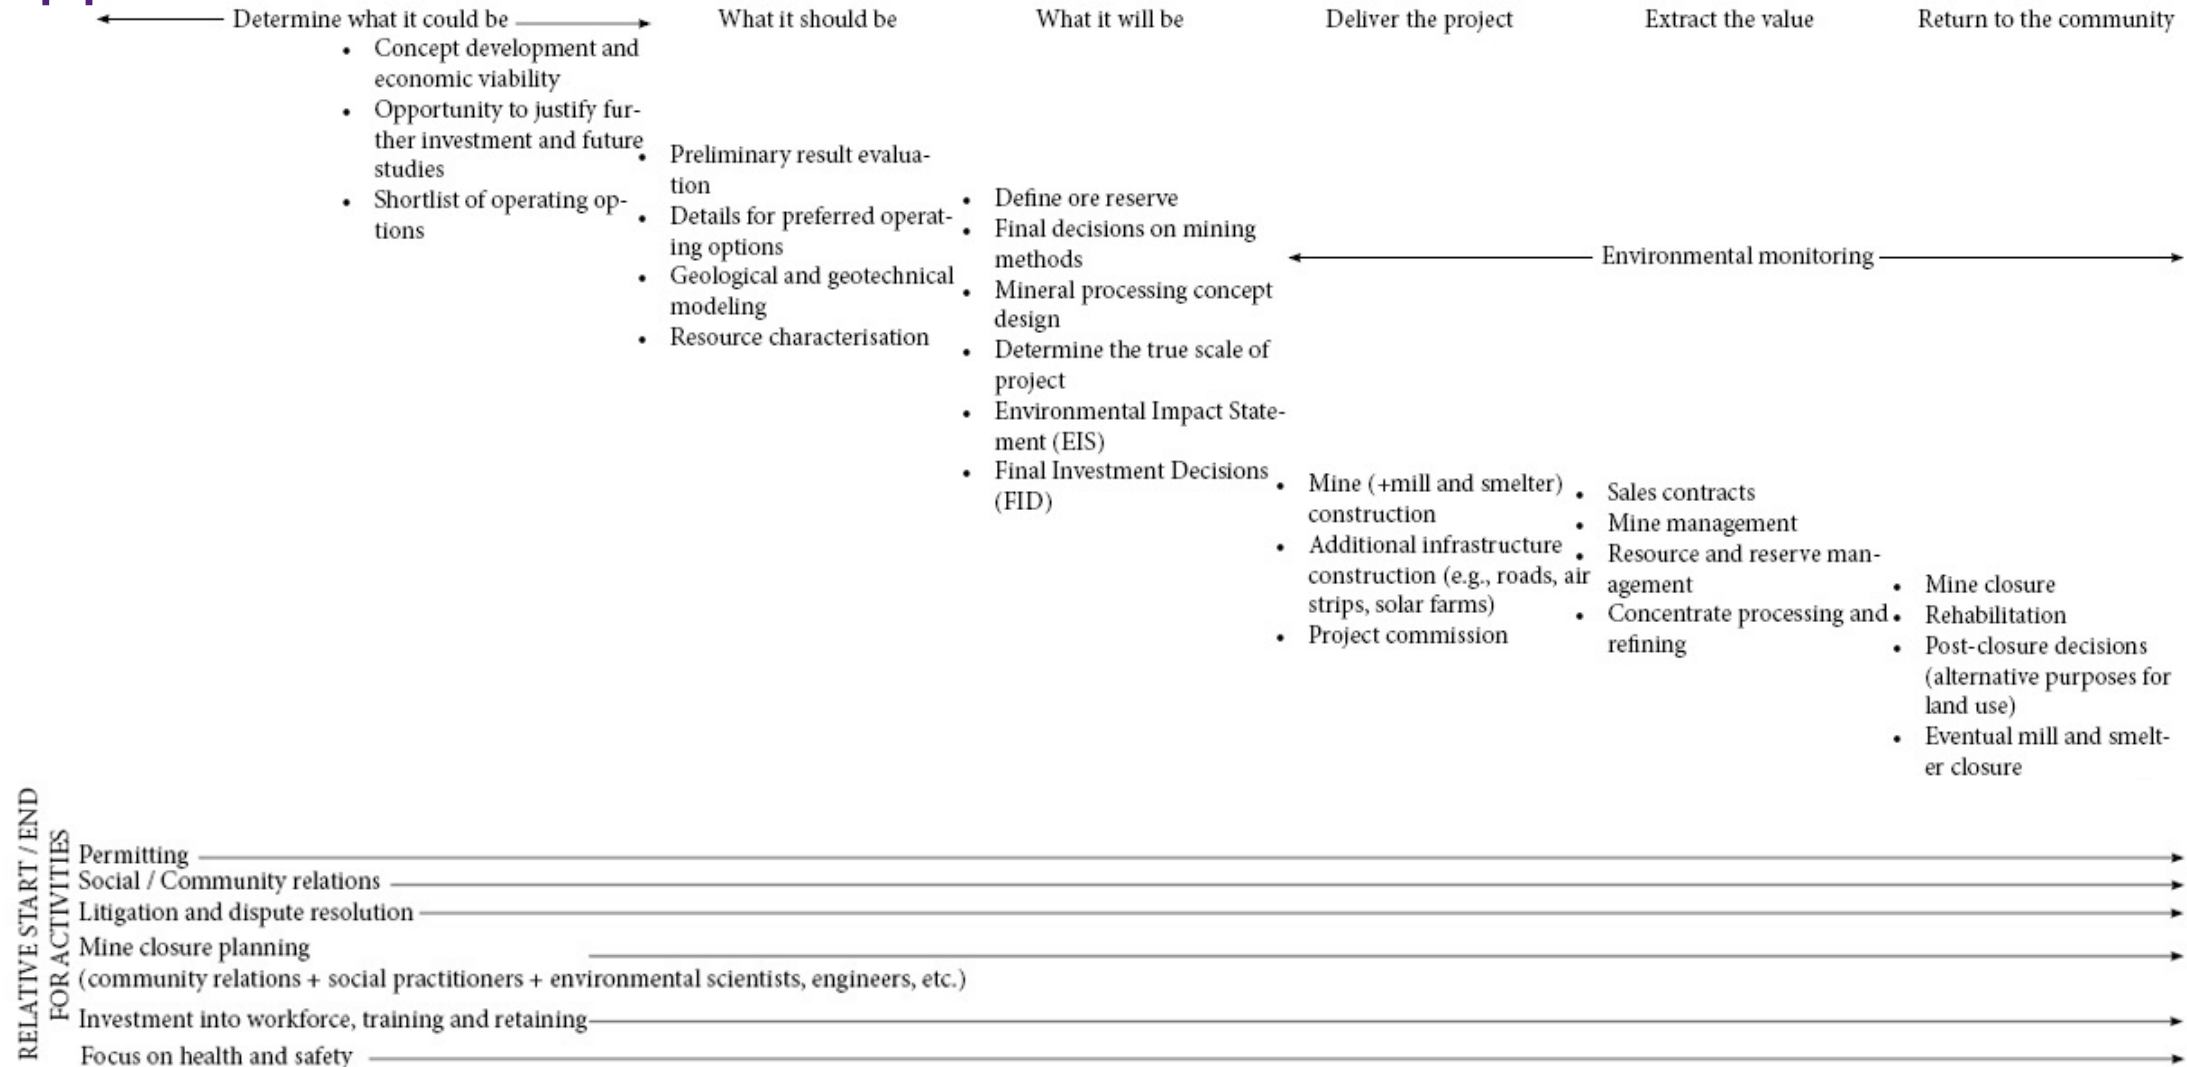 Determine what it could be
What it should be
What it will be
Deliver the project
Extract the value
Return to the community
• Concept development and
economic viability
• Opportunity to justify fur-
ther investment and future
studies
• Shortlist of operating op-
tions
• Preliminary result evalua-
tion
• Details for preferred operat-
ing options
• Geological and geotechnical
modeling
• Resource characterisation
• Define ore reserve
• Final decisions on mining
methods
• Mineral processing concept
design
• Determine the true scale of
project
• Environmental Impact State-
ment (EIS)
• Final Investment Decisions
(FID)
Environmental monitoring
• Mine (+mill and smelter)
construction
• Additional infrastructure
construction (e.g., roads, air
strips, solar farms)
• Project commission
• Sales contracts
• Mine management
• Resource and reserve man-
agement
• Concentrate processing and
refining
• Mine closure
• Rehabilitation
• Post-closure decisions
(alternative purposes for
land use)
• Eventual mill and smelt-
er closure
RELATIVE START / END
FOR ACTIVITIES
Permitting
Social / Community relations
Litigation and dispute resolution
Mine closure planning
(community relations + social practitioners + environmental scientists, engineers, etc.)
Investment into workforce, training and retaining
Focus on health and safety